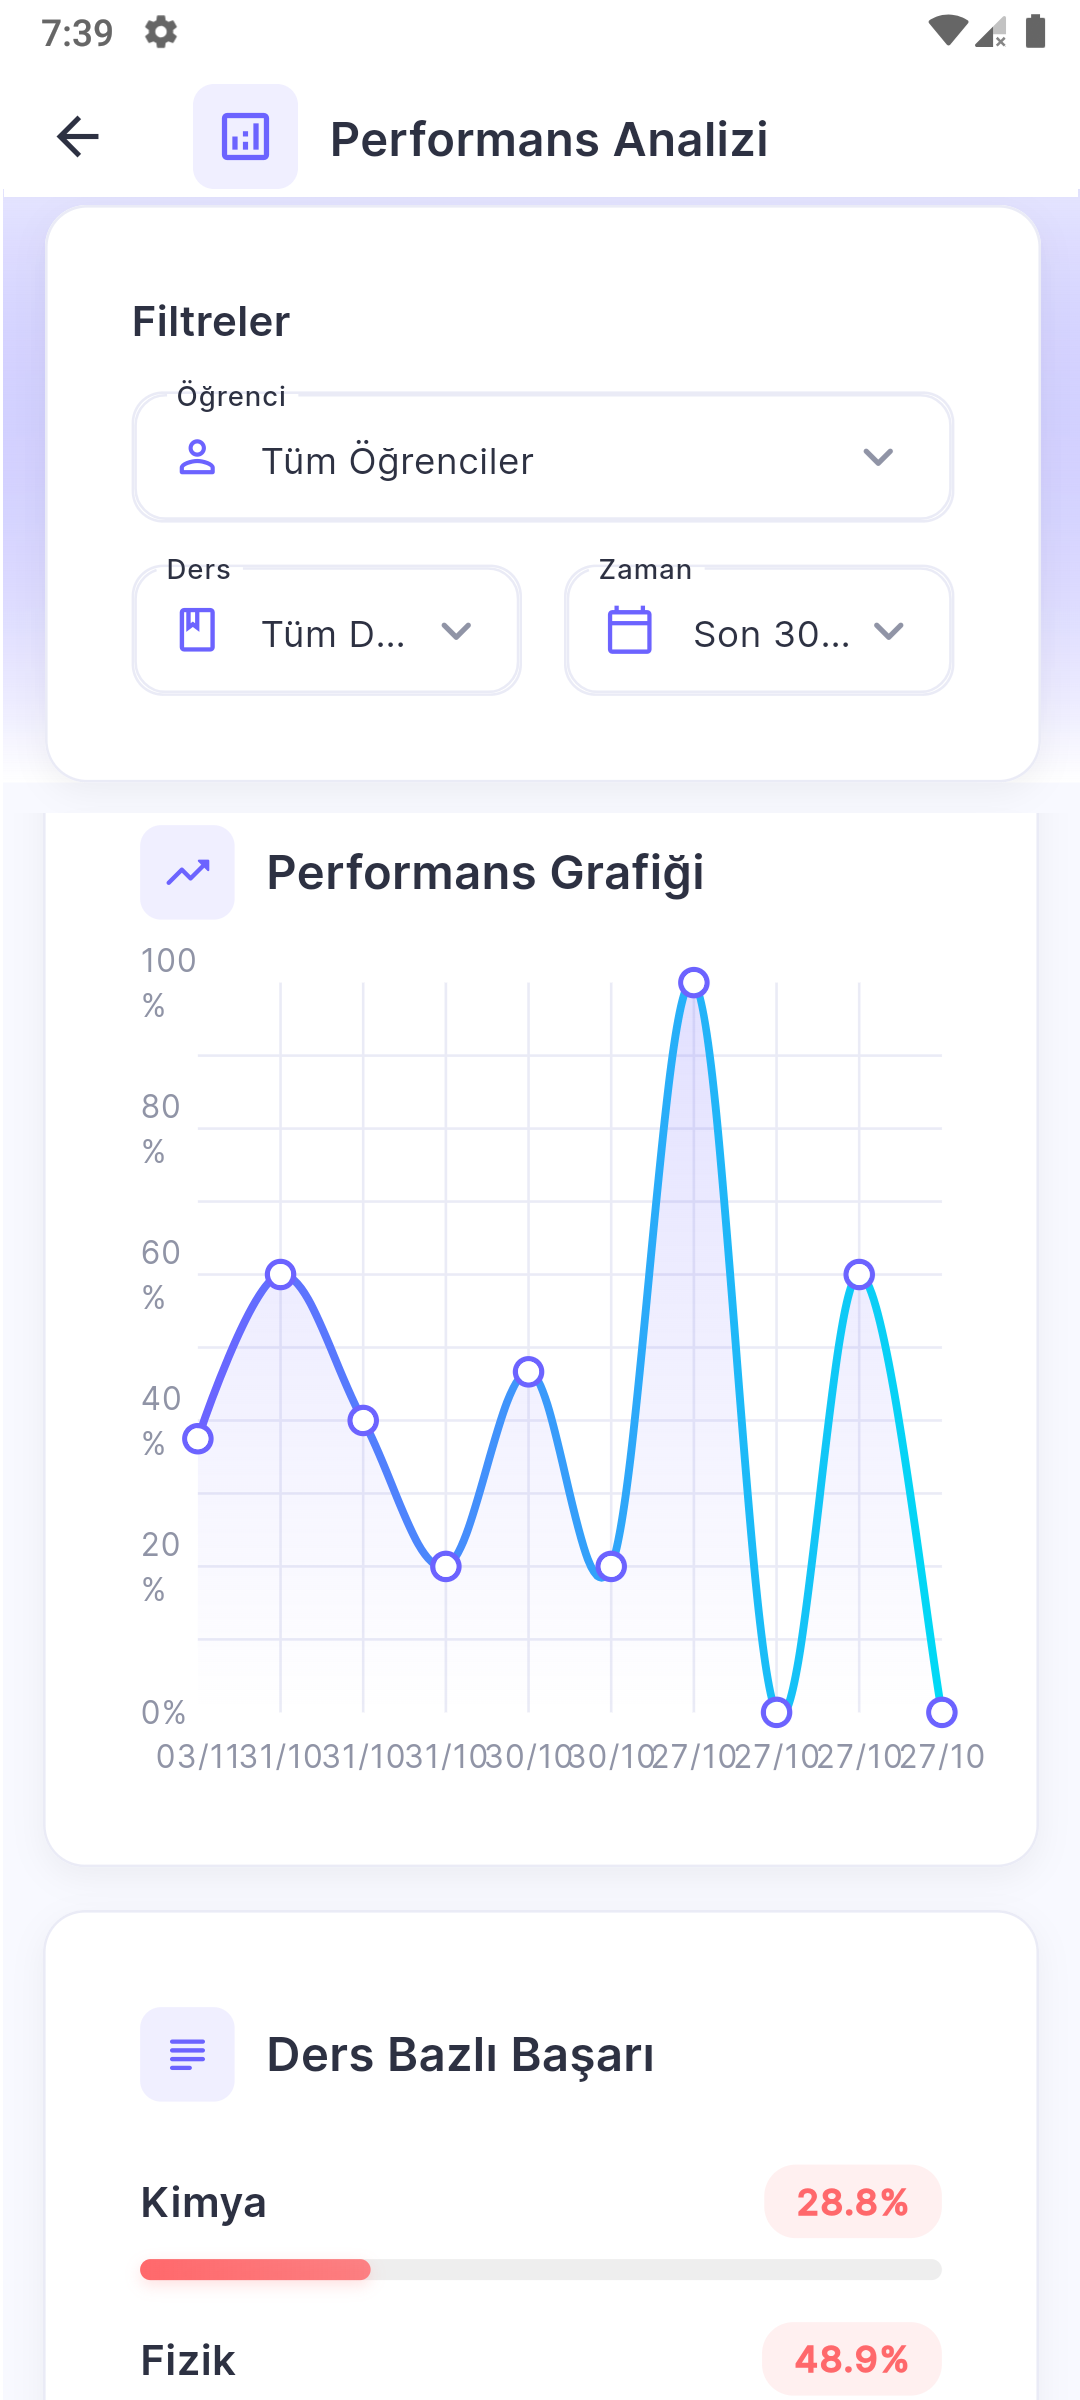 7:39
Performans Analizi
Filtreler
Öğrenci
Tüm Öğrenciler
Ders
Zaman
Tüm D...
Son 30...
Performans Grafiği
100
%
80
%
60
%
40
%
20
%
0%
03/11 31/10 31/10 31/10 30/10 30/10 27/10 27/10 27/10 27/10
Ders Bazlı Başarı
Kimya
28.8%
Fizik
48.9%